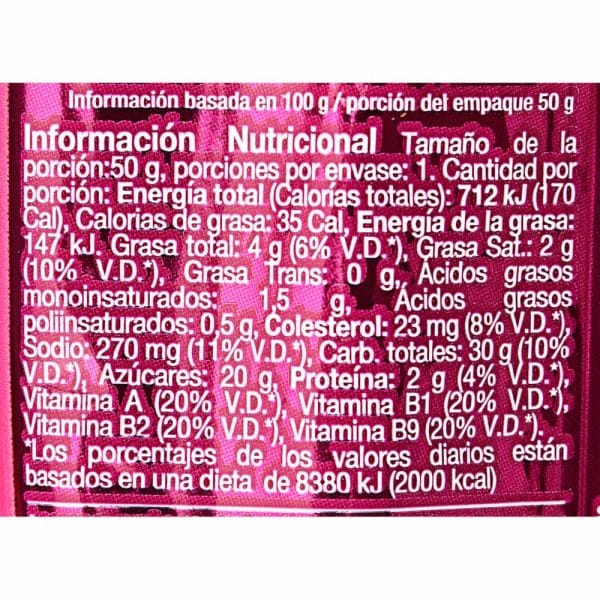 Información basada en 100 g / porción del empaque 50 g
Información Nutricional Tamaño de la
porción:50 g, porciones por envase: 1. Cantidad por
porción: Energía total (Calorías totales): 712 kJ (170
Cal), Calorias de grasa: 35 Cal, Energía de la grasa:
147 kJ. Grasa total: 4 g (6% V.D.*), Grasa Sat.: 2 g
(10% V.D.*), Grasa Trans: 0 g, Ácidos grasos
monoinsaturados: 1,5 g, Ácidos grasos
poliinsaturados: 0,5 g, Colesterol: 23 mg (8% V.D.*),
Sodio: 270 mg (11% V.D.*), Carb. totales: 30 g (10%
V.D.*), Azúcares: 20 g, Proteína: 2 g (4% V.D.*),
Vitamina A (20% V.D.*), Vitamina B1 (20% V.D.*),
Vitamina B2 (20% V.D.*), Vitamina B9 (20% V.D.*).
*Los porcentajes de los valores diarios están
basados en una dieta de 8380 kJ (2000 kcal)